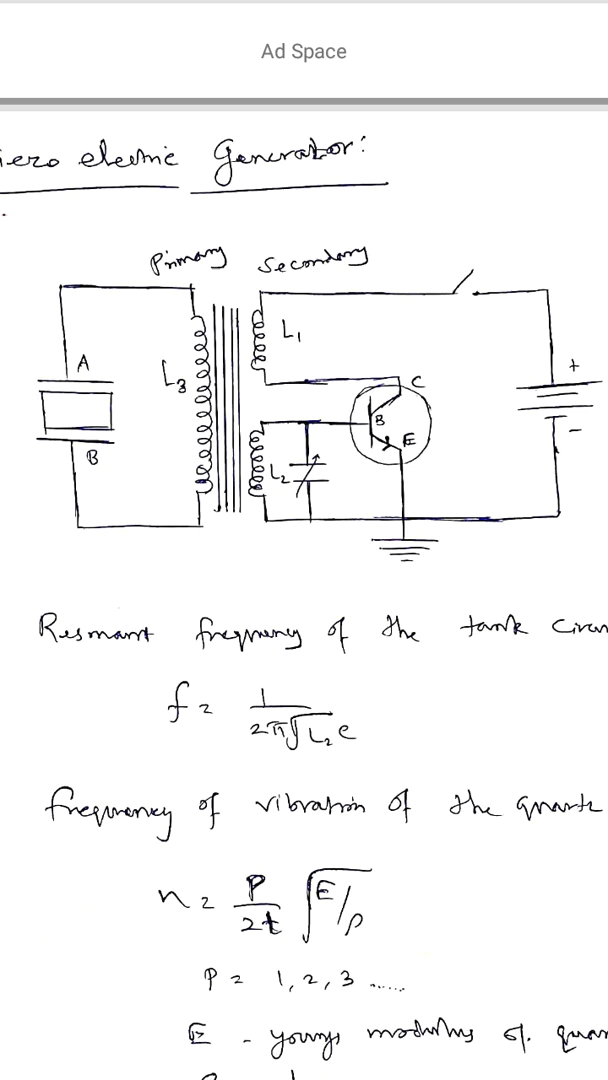 Ad Space
iezo electric Generator:
Primary Secondary
L1
A
L3
C
+
B
E
-
B
L2
Resonant frequency of the tank Circu
f = 1/2π√L2C
frequency of vibration of the quartz
n = P/2t √E/ρ
P = 1, 2, 3 ......
E - youngs modulus of quar